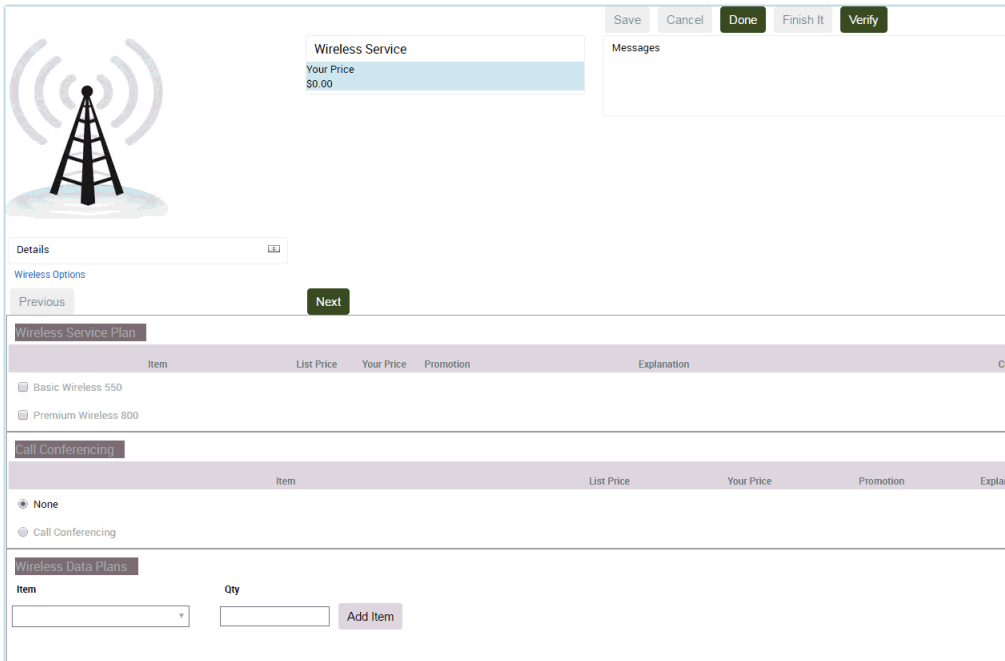 Save Cancel Done Finish It Verify
Wireless Service
Messages
Your Price
$0.00
Details
Wireless Options
Previous Next
Wireless Service Plan
Item List Price Your Price Promotion Explanation
Basic Wireless 550
Premium Wireless 800
Call Conferencing
Item List Price Your Price Promotion
None
Call Conferencing
Wireless Data Plans
Item Qty
Add Item